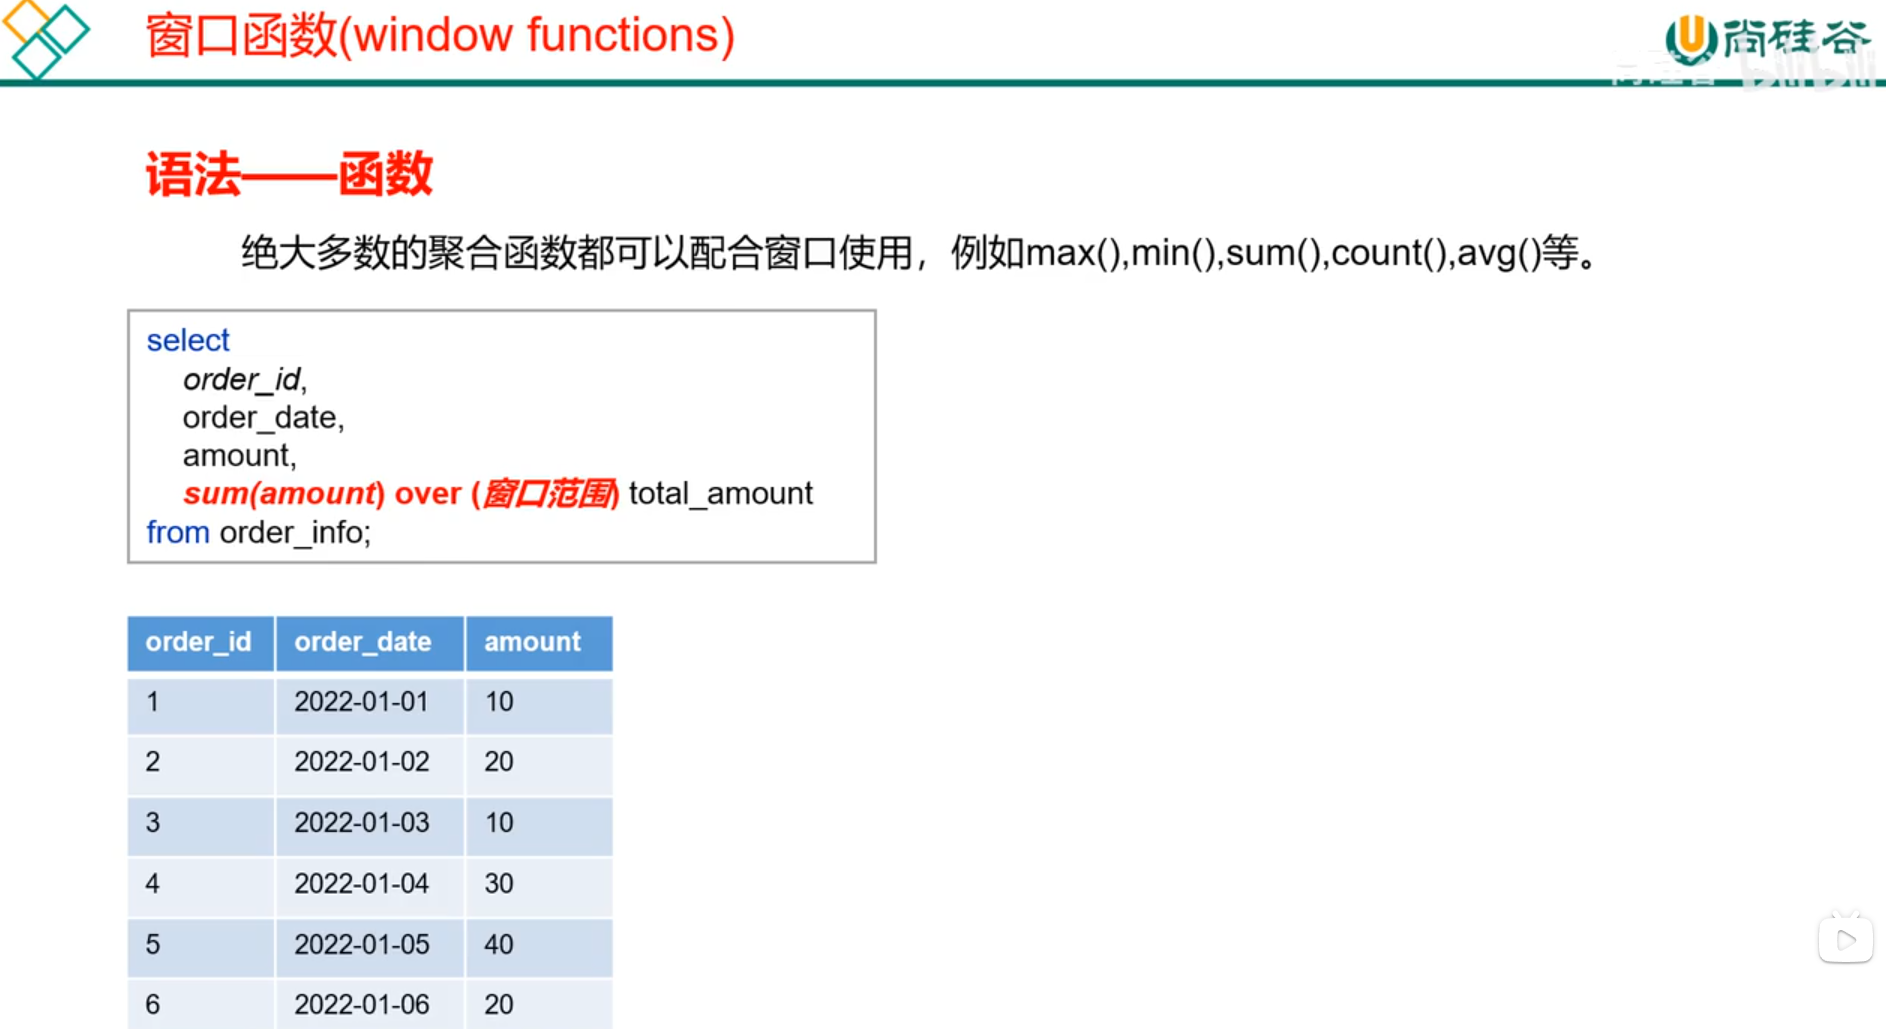 窗口函数(window functions)
尚硅谷
语法——函数
绝大多数的聚合函数都可以配合窗口使用，例如max(),min(),sum(),count(),avg()等。
select
order_id,
order_date,
amount,
sum(amount) over (窗口范围) total_amount
from order_info;
order_id order_date amount
1 2022-01-01 10
2 2022-01-02 20
3 2022-01-03 10
4 2022-01-04 30
5 2022-01-05 40
6 2022-01-06 20